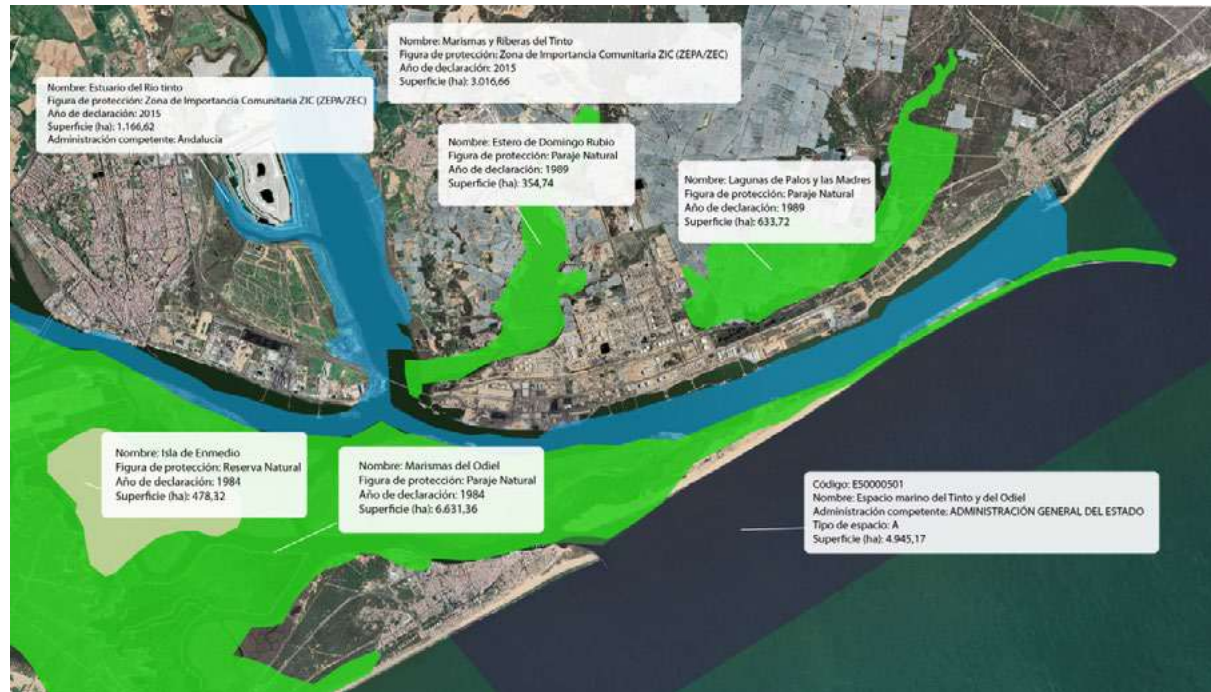 Nombre: Marismas y Riberas del Tinto
Figura de protección: Zona de Importancia Comunitaria ZIC (ZEPA/ZEC)
Año de declaración: 2015
Superficie (ha): 3.016,66
Nombre: Estuario del Río tinto
Figura de protección: Zona de Importancia Comunitaria ZIC (ZEPA/ZEC)
Año de declaración: 2015
Superficie (ha): 1.166,62
Administración competente: Andalucía
Nombre: Estero de Domingo Rubio
Figura de protección: Paraje Natural
Año de declaración: 1989
Superficie (ha): 354,74
Nombre: Lagunas de Palos y las Madres
Figura de protección: Paraje Natural
Año de declaración: 1989
Superficie (ha): 633,72
Nombre: Isla de Enmedio
Figura de protección: Reserva Natural
Año de declaración: 1984
Superficie (ha): 478,32
Nombre: Marismas del Odiel
Figura de protección: Paraje Natural
Año de declaración: 1984
Superficie (ha): 6.631,36
Código: ES0000501
Nombre: Espacio marino del Tinto y del Odiel
Administración competente: ADMINISTRACIÓN GENERAL DEL ESTADO
Tipo de espacio: A
Superficie (ha): 4.945,17